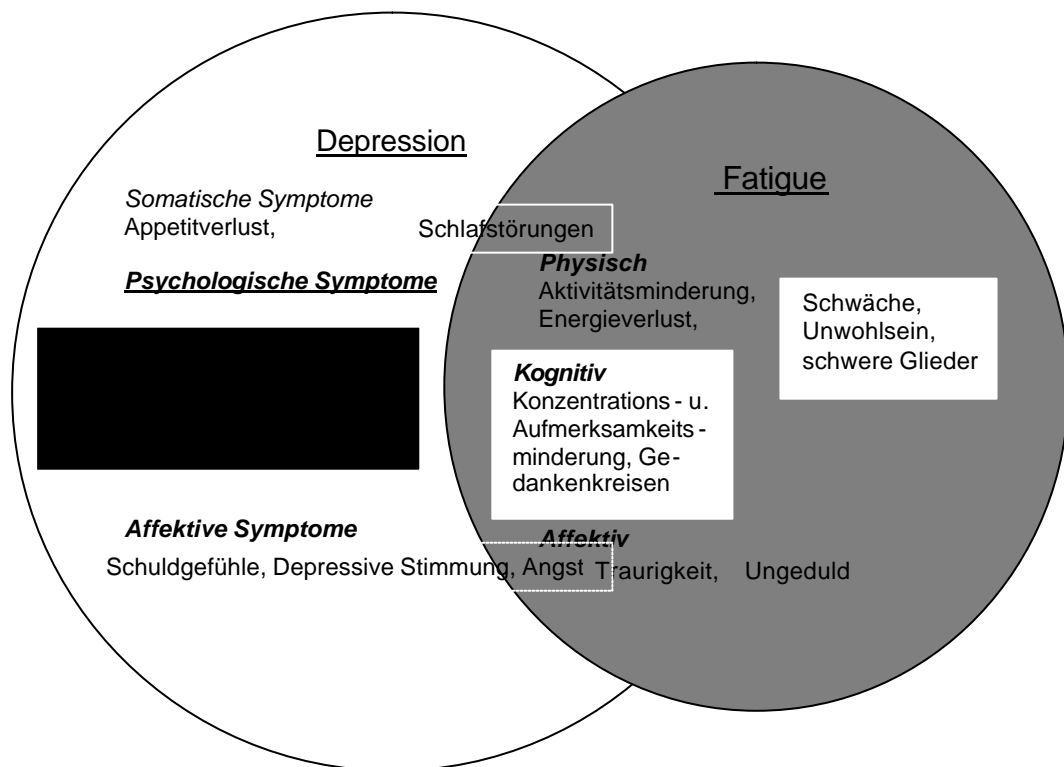 Depression
Somatische Symptome
Appetitverlust,
Schlafstörungen
Psychologische Symptome
Affektive Symptome
Schuldgefühle, Depressive Stimmung, Angst
Fatigue
Physisch
Aktivitätsminderung,
Energieverlust,
Schwäche,
Unwohlsein,
schwere Glieder
Kognitiv
Konzentrations - u.
Aufmerksamkeits -
minderung, Ge-
dankenkreisen
Affektiv
Traurigkeit, Ungeduld